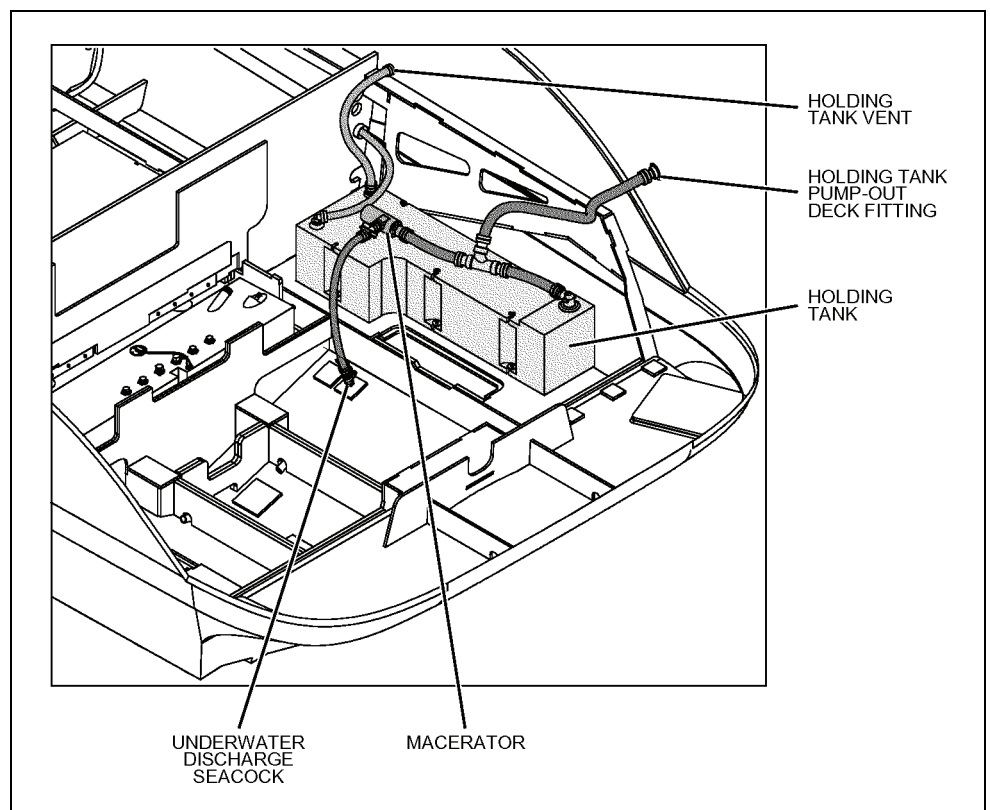 HOLDING
TANK VENT
HOLDING TANK
PUMP-OUT
DECK FITTING
HOLDING
TANK
UNDERWATER
DISCHARGE
SEACOCK
MACERATOR